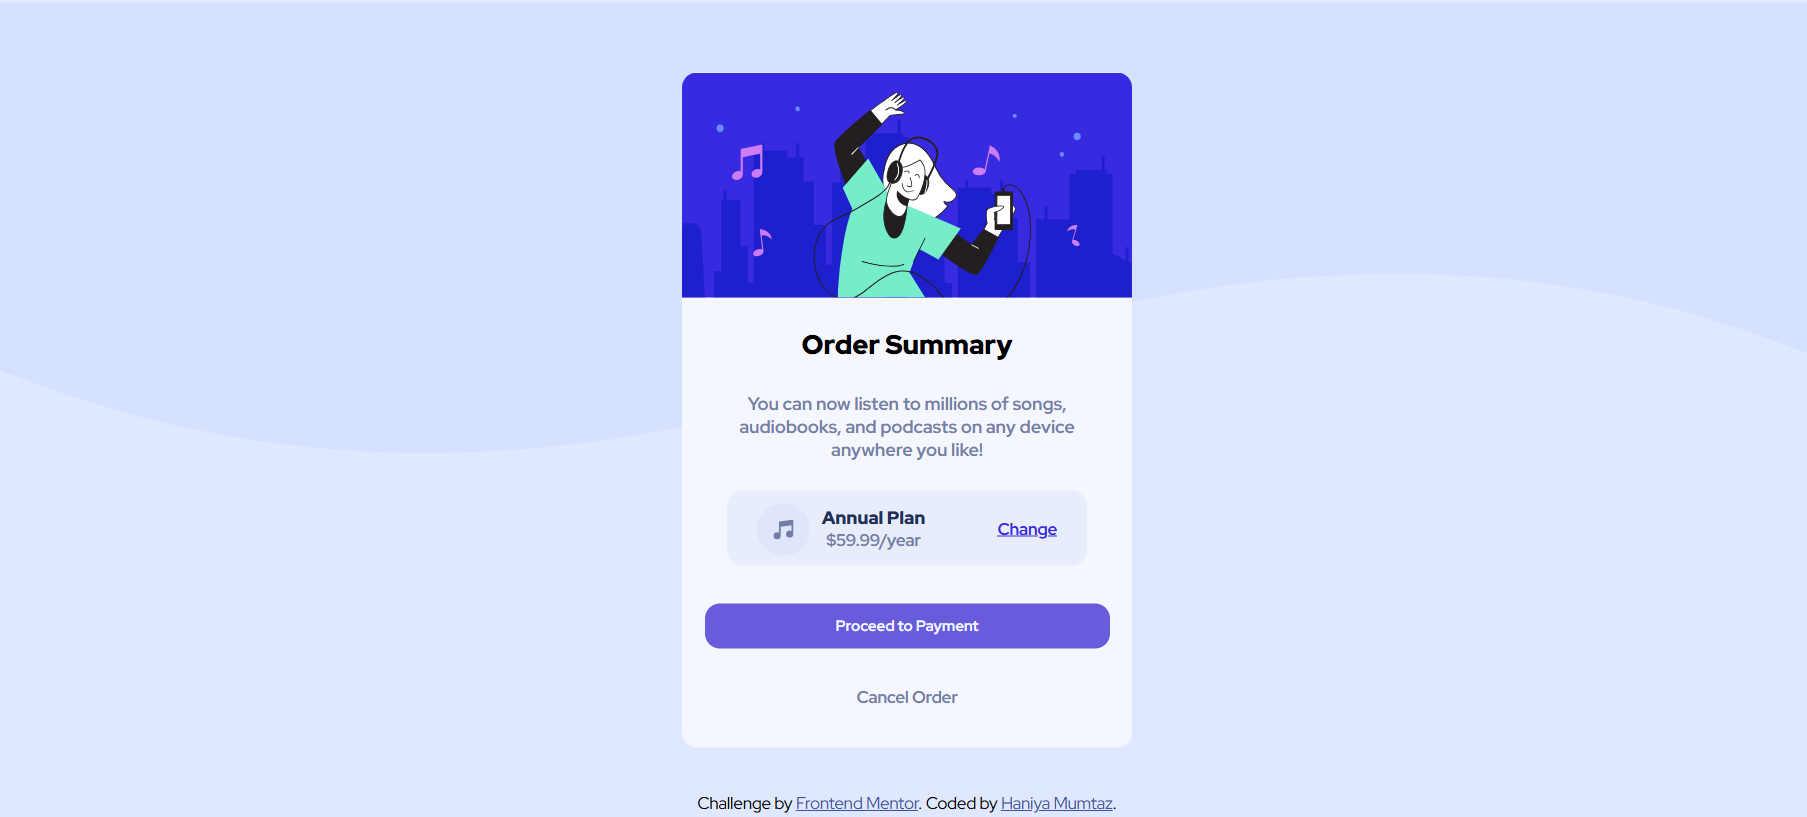 Order Summary
You can now listen to millions of songs,
audiobooks, and podcasts on any device
anywhere you like!
Annual Plan
$59.99/year
Change
Proceed to Payment
Cancel Order
Challenge by Frontend Mentor. Coded by Haniya Mumtaz.